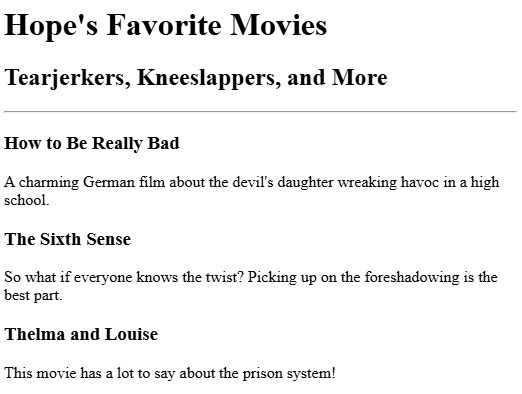 Hope's Favorite Movies
Tearjerkers, Kneeslappers, and More
How to Be Really Bad
A charming German film about the devil's daughter wreaking havoc in a high
school.
The Sixth Sense
So what if everyone knows the twist? Picking up on the foreshadowing is the
best part.
Thelma and Louise
This movie has a lot to say about the prison system!